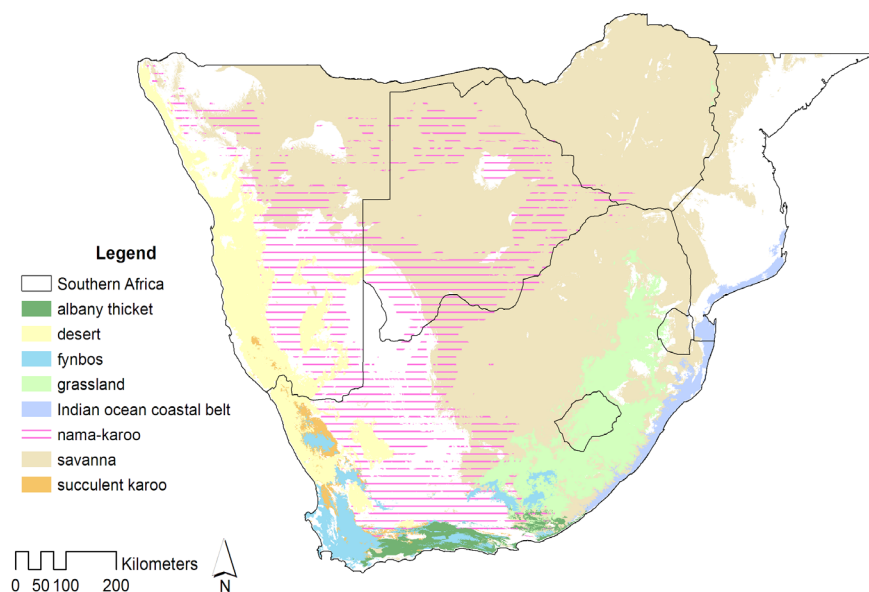 Legend
Southern Africa
albany thicket
desert
fynbos
grassland
Indian ocean coastal belt
nama-karoo
savanna
succulent karoo
Kilometers
0 50 100 200
N